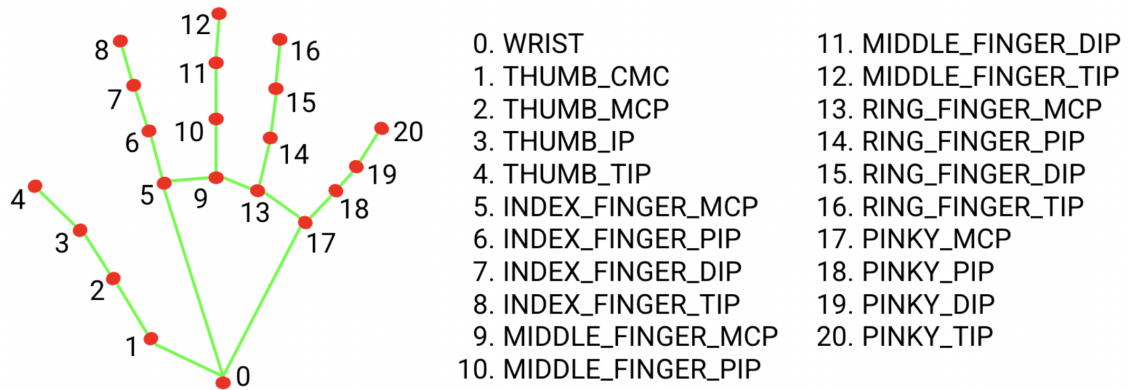 12
8
16
11
7
15
10
20
6
14
19
4
5
9
13
18
3
17
2
1
0
0. WRIST
1. THUMB_CMC
2. THUMB_MCP
3. THUMB_IP
4. THUMB_TIP
5. INDEX_FINGER_MCP
6. INDEX_FINGER_PIP
7. INDEX_FINGER_DIP
8. INDEX_FINGER_TIP
9. MIDDLE_FINGER_MCP
10. MIDDLE_FINGER_PIP
11. MIDDLE_FINGER_DIP
12. MIDDLE_FINGER_TIP
13. RING_FINGER_MCP
14. RING_FINGER_PIP
15. RING_FINGER_DIP
16. RING_FINGER_TIP
17. PINKY_MCP
18. PINKY_PIP
19. PINKY_DIP
20. PINKY_TIP